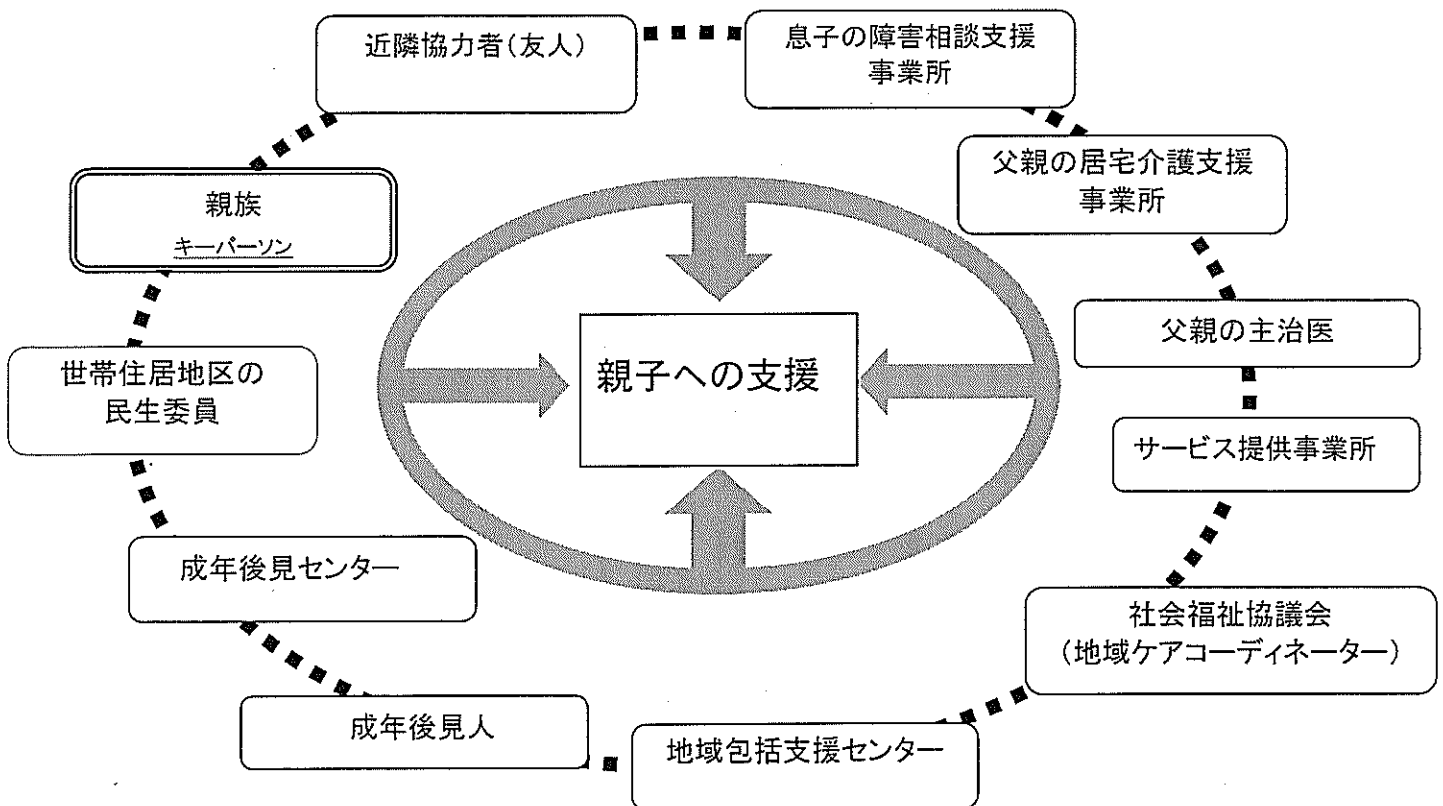 近隣協力者(友人)
息子の障害相談支援
事業所
父親の居宅介護支援
事業所
親族
キーパーソン
父親の主治医
親子への支援
世帯住居地区の
民生委員
サービス提供事業所
成年後見センター
社会福祉協議会
(地域ケアコーディネーター)
成年後見人
地域包括支援センター